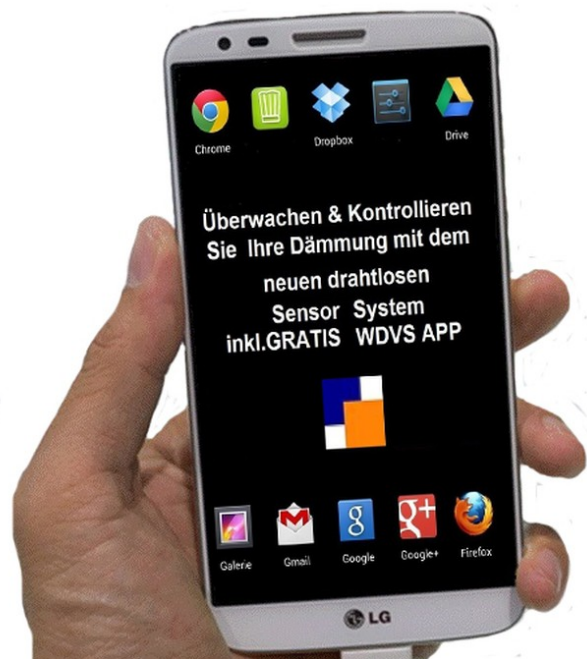 Chrome
Dropbox
Drive
Überwachen & Kontrollieren
Sie Ihre Dämmung mit dem
neuen drahtlosen
Sensor System
inkl.GRATIS WDVS APP
g
g+
Galerie
Gmail
Google
Google+
Firefox
LG